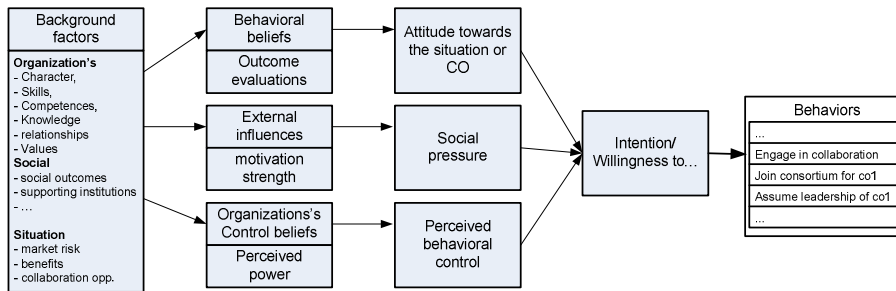 Background
factors
Organization's
- Character,
- Skills,
- Competences,
- Knowledge
- relationships
- Values
Social
- social outcomes
- supporting institutions
- ...
Situation
- market risk
- benefits
- collaboration opp.
Behavioral
beliefs
Outcome
evaluations
External
influences
motivation
strength
Organizations's
Control beliefs
Perceived
power
Attitude towards
the situation or
CO
Social
pressure
Perceived
behavioral
control
Intention/
Willingness to...
Behaviors
...
Engage in collaboration
Join consortium for co1
Assume leadership of co1
...